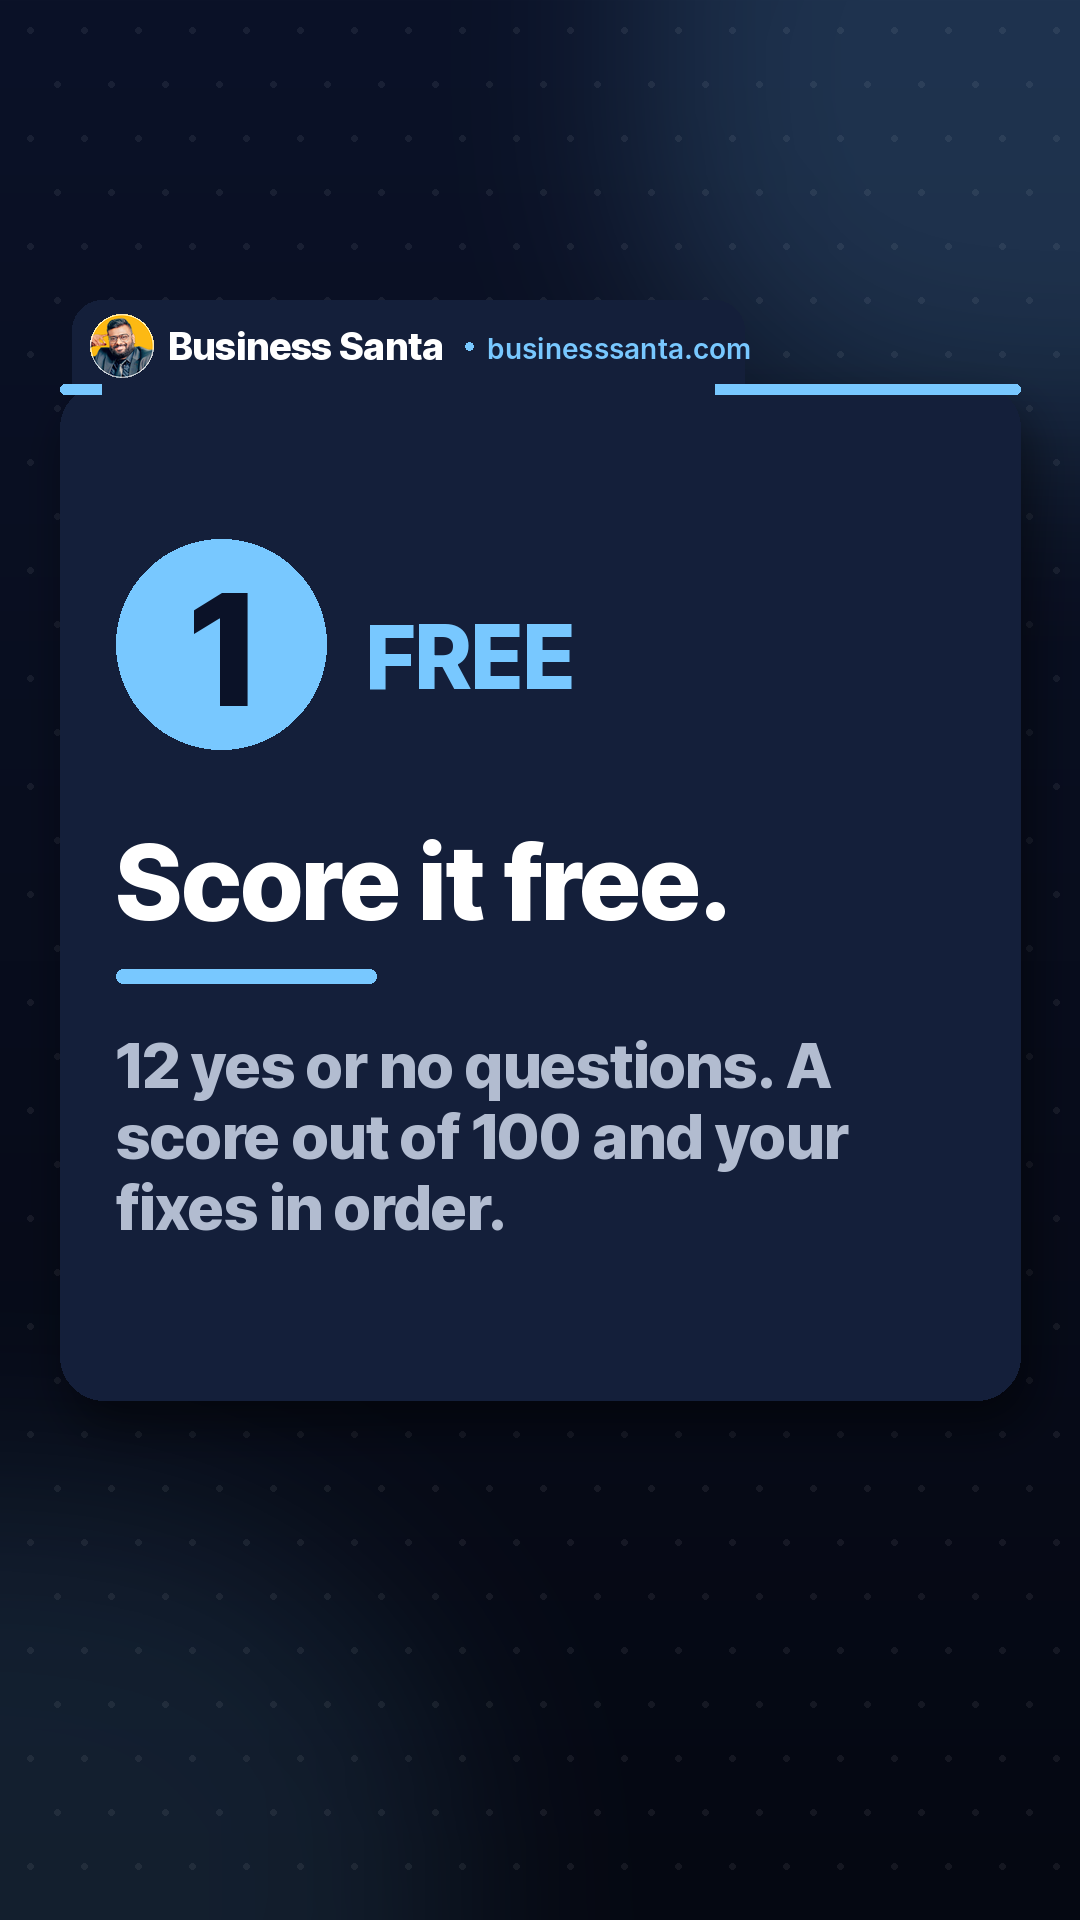 Business Santa • businesssanta.com
1 FREE
Score it free.
12 yes or no questions. A
score out of 100 and your
fixes in order.